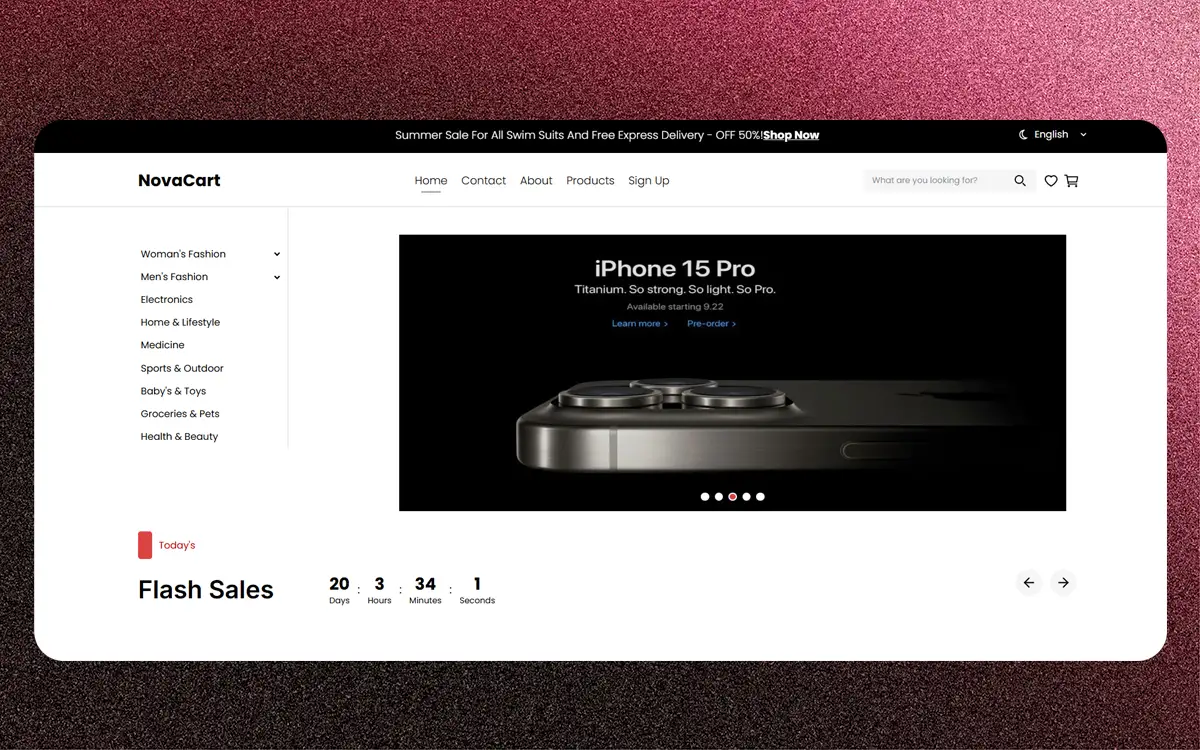 Summer Sale For All Swim Suits And Free Express Delivery - OFF 50%!Shop Now
English
NovaCart
Home Contact About Products Sign Up
What are you looking for?
Woman's Fashion
Men's Fashion
Electronics
Home & Lifestyle
Medicine
Sports & Outdoor
Baby's & Toys
Groceries & Pets
Health & Beauty
iPhone 15 Pro
Titanium. So strong. So light. So Pro.
Available starting 9.22
Learn more > Pre-order >
Today's
Flash Sales
20 : 3 : 34 : 1
Days Hours Minutes Seconds